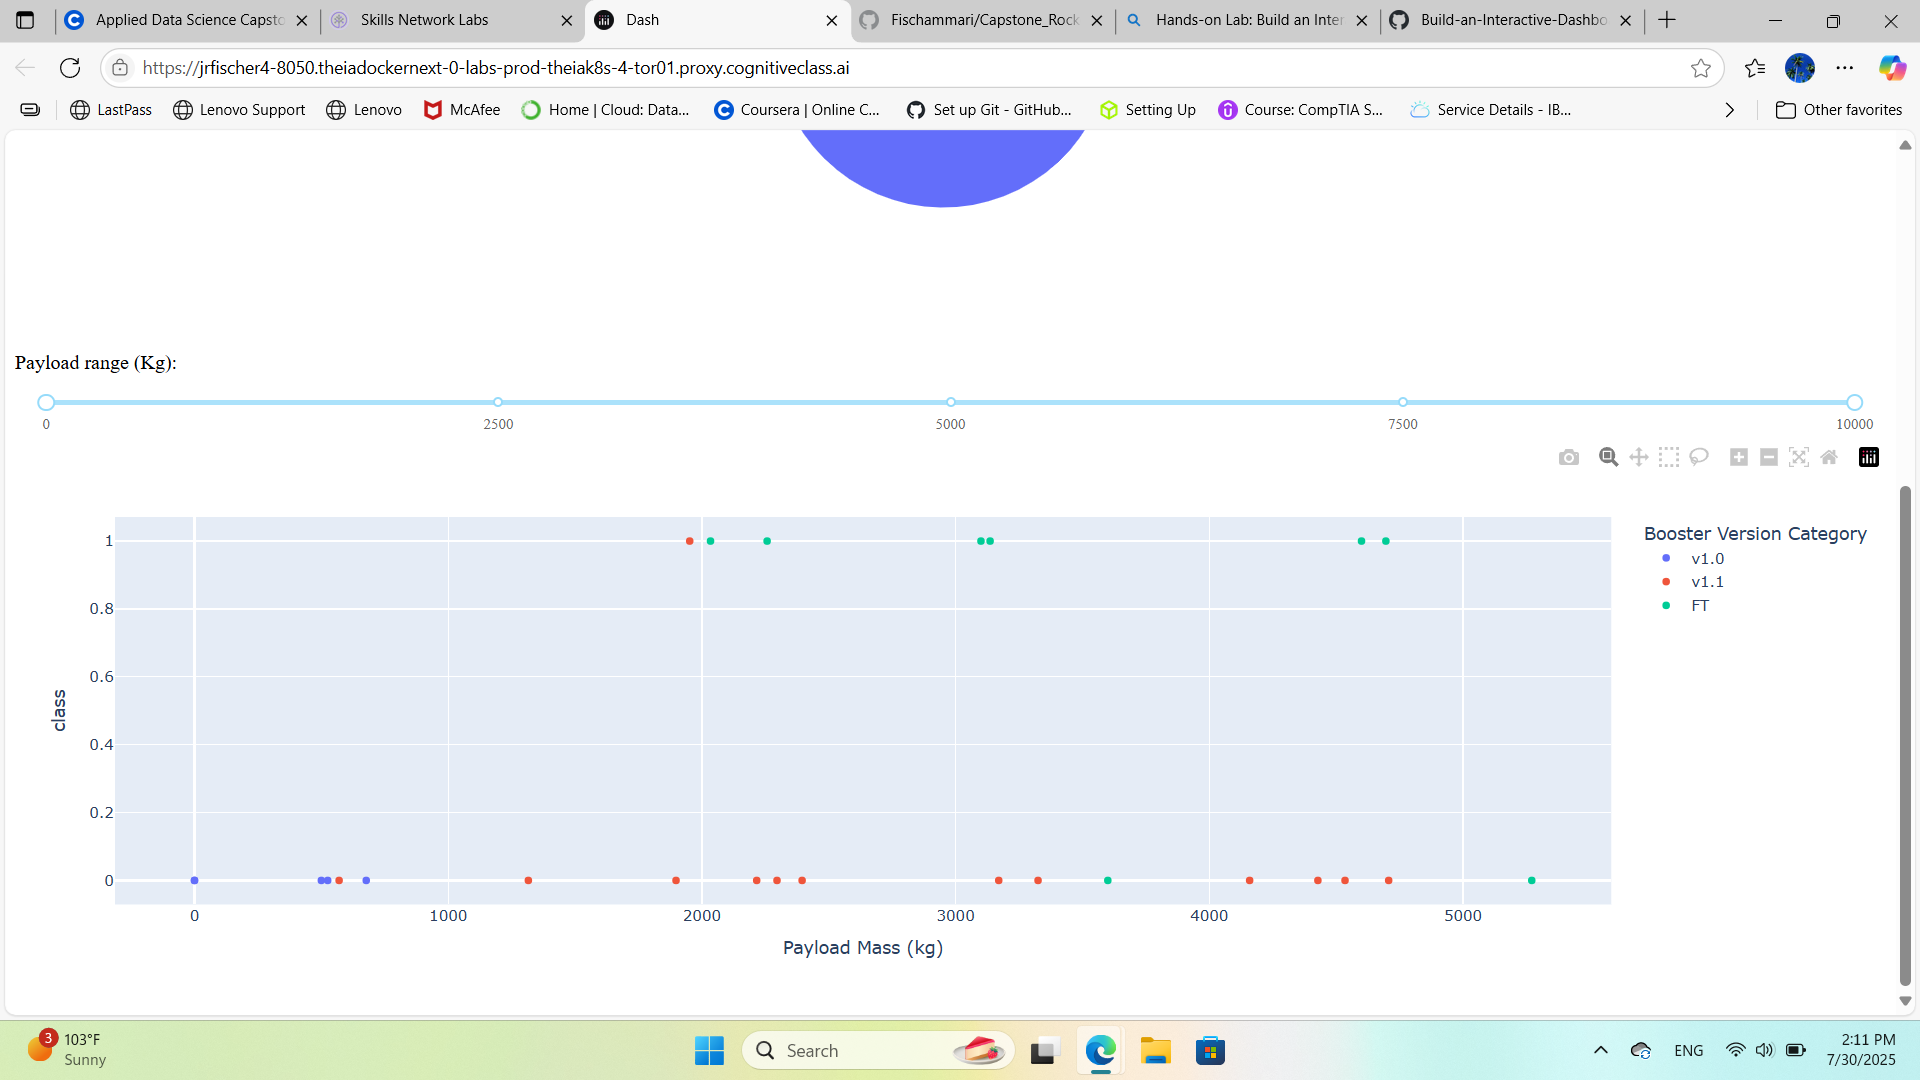 Applied Data Science Capsto
Skills Network Labs
Dash
Fischammari/Capstone_Rock
Hands-on Lab: Build an Inter
Build-an-Interactive-Dashbo
https://jrfischer4-8050.theiadockernext-0-labs-prod-theiak8s-4-tor01.proxy.cognitiveclass.ai
LastPass
Lenovo Support
Lenovo
McAfee
Home | Cloud: Data...
Coursera | Online C...
Set up Git - GitHub...
Setting Up
Course: CompTIA S...
Service Details - IB...
Other favorites
Payload range (Kg):
0 2500 5000 7500 10000
Booster Version Category
v1.0
v1.1
FT
1
0.8
0.6
0.4
0.2
0
class
0 1000 2000 3000 4000 5000
Payload Mass (kg)
3
103°F
Sunny
Search
ENG
2:11 PM
7/30/2025